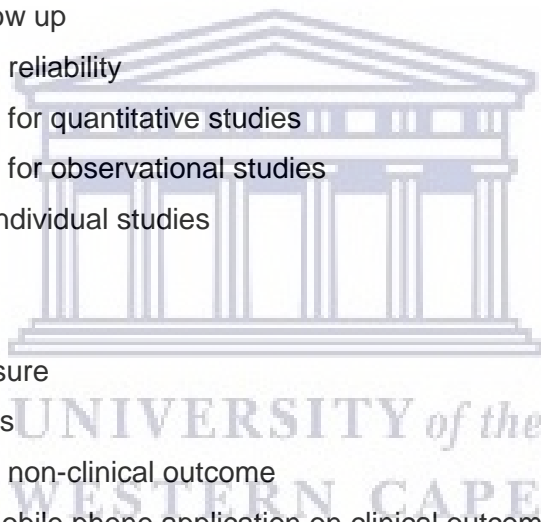 ow up
reliability
for quantitative studies
for observational studies
ndividual studies
sure
s
UNIVERSITY of the
non-clinical outcome
WESTERN CAPE
obile phone application on clinical outcom